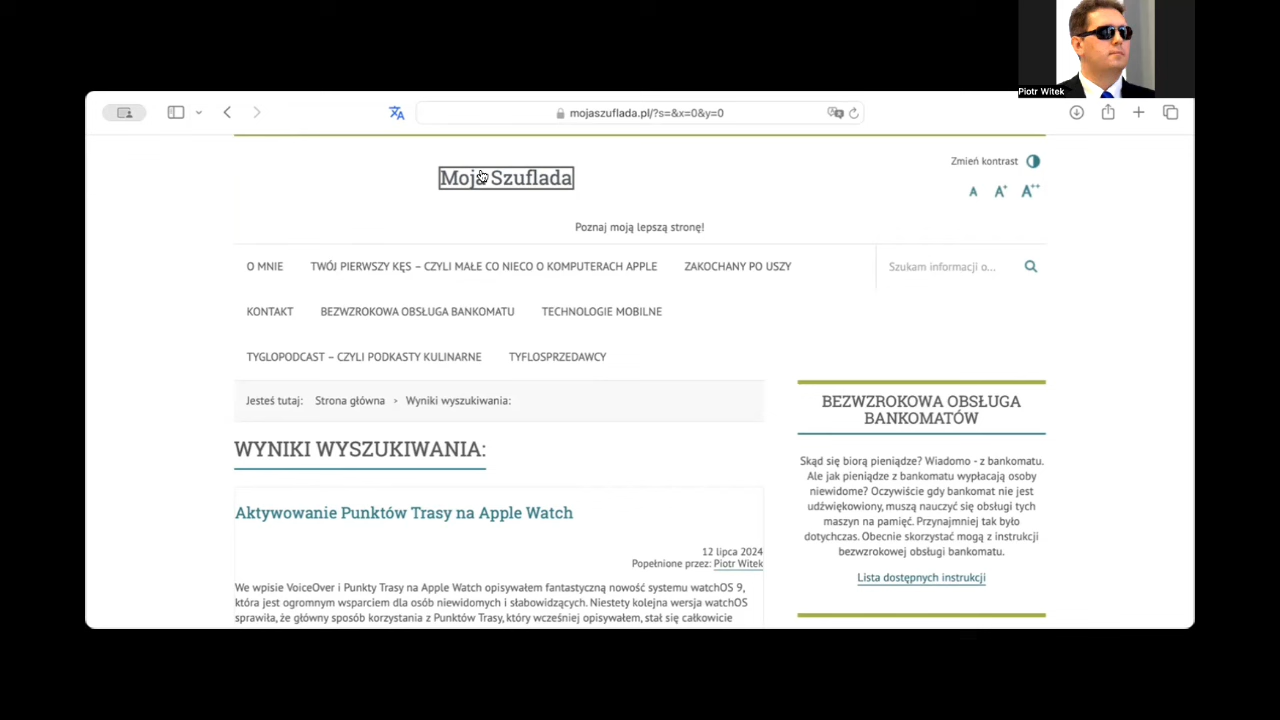 Piotr Witek
mojaszuflada.pl/?s=&x=0&y=0
Moja Szuflada
Zmień kontrast
A A+ A++
Poznaj moją lepszą stronę!
O MNIE TWÓJ PIERWSZY KĘS – CZYLI MAŁE CO NIECO O KOMPUTERACH APPLE ZAKOCHANY PO USZY
Szukam informacji o...
KONTAKT BEZWZROKOWA OBSŁUGA BANKOMATU TECHNOLOGIE MOBILNE
TYGLOPODCAST – CZYLI PODKASTY KULINARNE TYFLOSPRZEDAWCY
Jesteś tutaj: Strona główna > Wyniki wyszukiwania:
WYNIKI WYSZUKIWANIA:
Aktywowanie Punktów Trasy na Apple Watch
12 lipca 2024
Popełnione przez: Piotr Witek
We wpisie VoiceOver i Punkty Trasy na Apple Watch opisywałem fantastyczną nowość systemu watchOS 9,
która jest ogromnym wsparciem dla osób niewidomych i słabowidzących. Niestety kolejna wersja watchOS
sprawiła, że główny sposób korzystania z Punktów Trasy, który wcześniej opisywałem, stał się całkowicie
BEZWZROKOWA OBSŁUGA
BANKOMATÓW
Skąd się biorą pieniądze? Wiadomo - z bankomatu.
Ale jak pieniądze z bankomatu wypłacają osoby
niewidome? Oczywiście gdy bankomat nie jest
udźwiękowiony, muszą nauczyć się obsługi tych
maszyn na pamięć. Przynajmniej tak było
dotychczas. Obecnie skorzystać mogą z instrukcji
bezwzrokowej obsługi bankomatu.
Lista dostępnych instrukcji